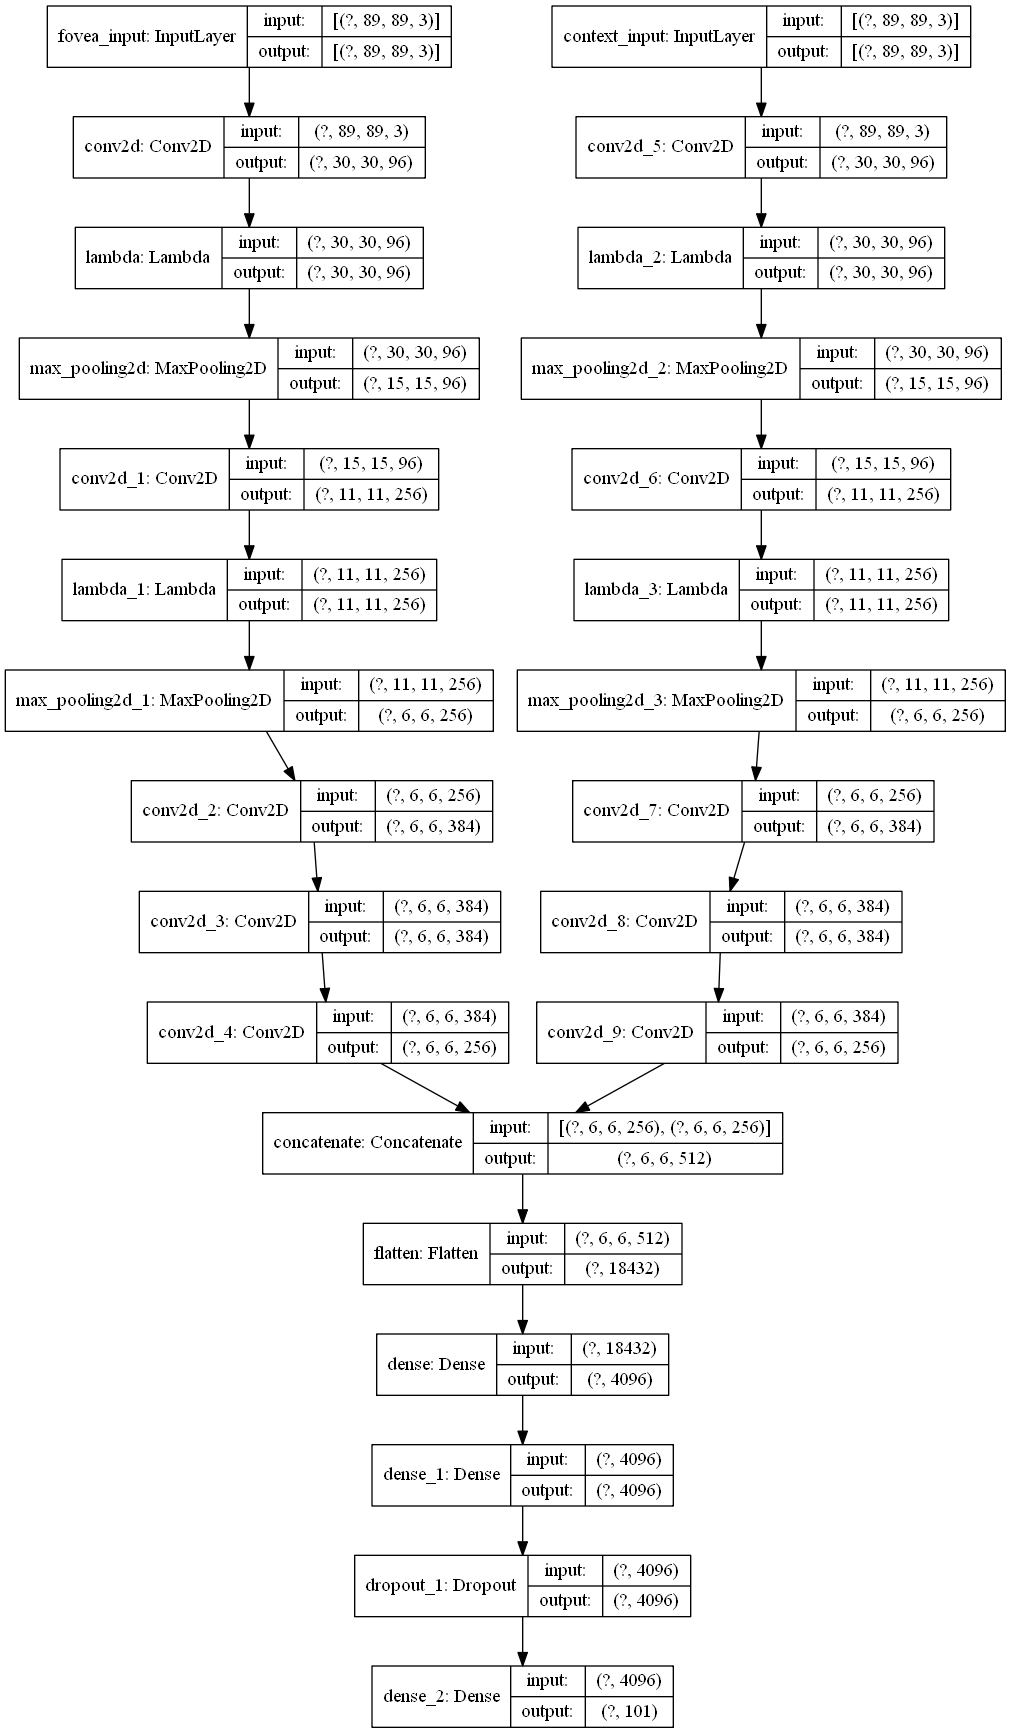 fovea_input: InputLayer
input: [(?, 89, 89, 3)]
output: [(?, 89, 89, 3)]
context_input: InputLayer
input: [(?, 89, 89, 3)]
output: [(?, 89, 89, 3)]
conv2d: Conv2D
input: (?, 89, 89, 3)
output: (?, 30, 30, 96)
conv2d_5: Conv2D
input: (?, 89, 89, 3)
output: (?, 30, 30, 96)
lambda: Lambda
input: (?, 30, 30, 96)
output: (?, 30, 30, 96)
lambda_2: Lambda
input: (?, 30, 30, 96)
output: (?, 30, 30, 96)
max_pooling2d: MaxPooling2D
input: (?, 30, 30, 96)
output: (?, 15, 15, 96)
max_pooling2d_2: MaxPooling2D
input: (?, 30, 30, 96)
output: (?, 15, 15, 96)
conv2d_1: Conv2D
input: (?, 15, 15, 96)
output: (?, 11, 11, 256)
conv2d_6: Conv2D
input: (?, 15, 15, 96)
output: (?, 11, 11, 256)
lambda_1: Lambda
input: (?, 11, 11, 256)
output: (?, 11, 11, 256)
lambda_3: Lambda
input: (?, 11, 11, 256)
output: (?, 11, 11, 256)
max_pooling2d_1: MaxPooling2D
input: (?, 11, 11, 256)
output: (?, 6, 6, 256)
max_pooling2d_3: MaxPooling2D
input: (?, 11, 11, 256)
output: (?, 6, 6, 256)
conv2d_2: Conv2D
input: (?, 6, 6, 256)
output: (?, 6, 6, 384)
conv2d_7: Conv2D
input: (?, 6, 6, 256)
output: (?, 6, 6, 384)
conv2d_3: Conv2D
input: (?, 6, 6, 384)
output: (?, 6, 6, 384)
conv2d_8: Conv2D
input: (?, 6, 6, 384)
output: (?, 6, 6, 384)
conv2d_4: Conv2D
input: (?, 6, 6, 384)
output: (?, 6, 6, 256)
conv2d_9: Conv2D
input: (?, 6, 6, 384)
output: (?, 6, 6, 256)
concatenate: Concatenate
input: [(?, 6, 6, 256), (?, 6, 6, 256)]
output: (?, 6, 6, 512)
flatten: Flatten
input: (?, 6, 6, 512)
output: (?, 18432)
dense: Dense
input: (?, 18432)
output: (?, 4096)
dense_1: Dense
input: (?, 4096)
output: (?, 4096)
dropout_1: Dropout
input: (?, 4096)
output: (?, 4096)
dense_2: Dense
input: (?, 4096)
output: (?, 101)